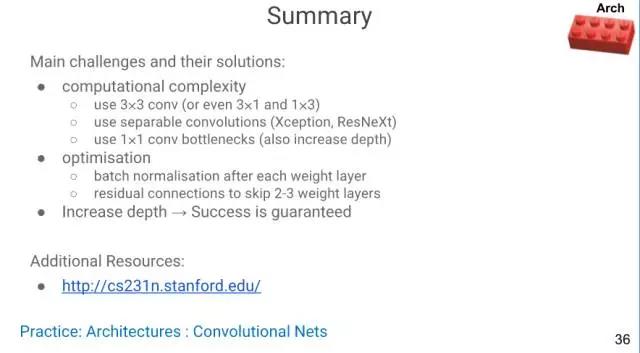 Summary
Arch
Main challenges and their solutions:
● computational complexity
○ use 3×3 conv (or even 3×1 and 1×3)
○ use separable convolutions (Xception, ResNeXt)
○ use 1×1 conv bottlenecks (also increase depth)
● optimisation
○ batch normalisation after each weight layer
○ residual connections to skip 2-3 weight layers
● Increase depth → Success is guaranteed
Additional Resources:
● http://cs231n.stanford.edu/
Practice: Architectures : Convolutional Nets
36